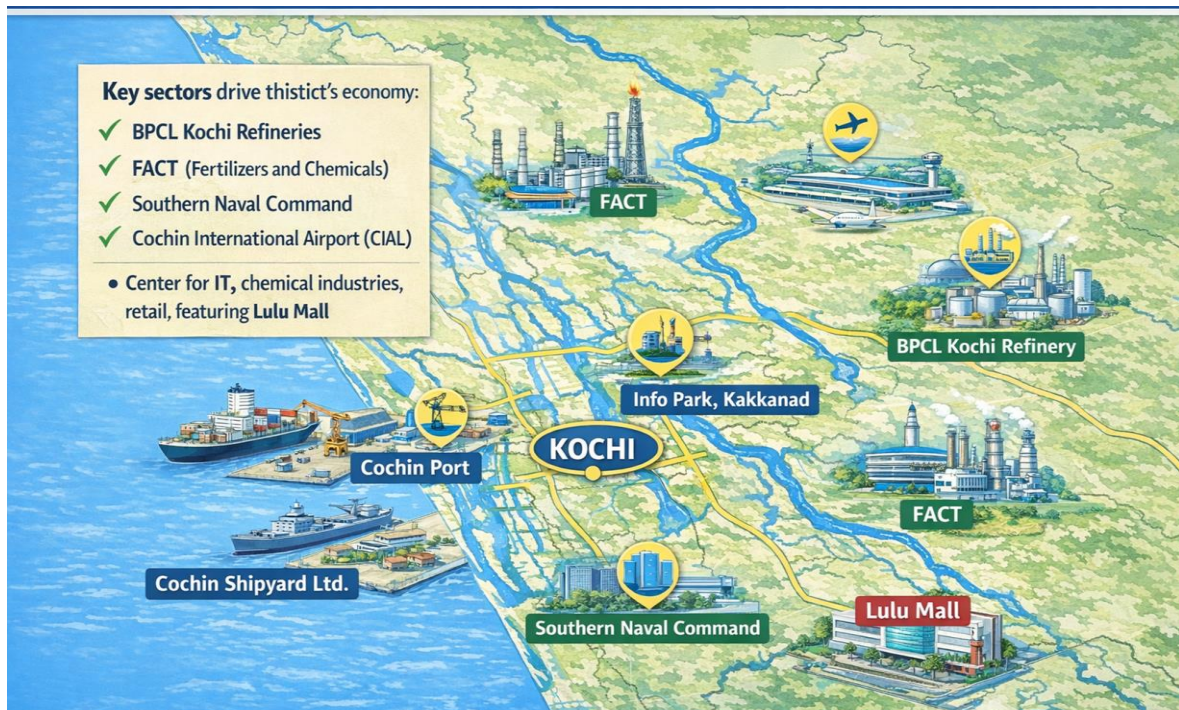 Key sectors drive thistict's economy:
✓ BPCL Kochi Refineries
✓ FACT (Fertilizers and Chemicals)
✓ Southern Naval Command
✓ Cochin International Airport (CIAL)
• Center for IT, chemical industries,
retail, featuring Lulu Mall
FACT
BPCL Kochi Refinery
Info Park, Kakkanad
KOCHI
Cochin Port
FACT
Cochin Shipyard Ltd.
Lulu Mall
Southern Naval Command